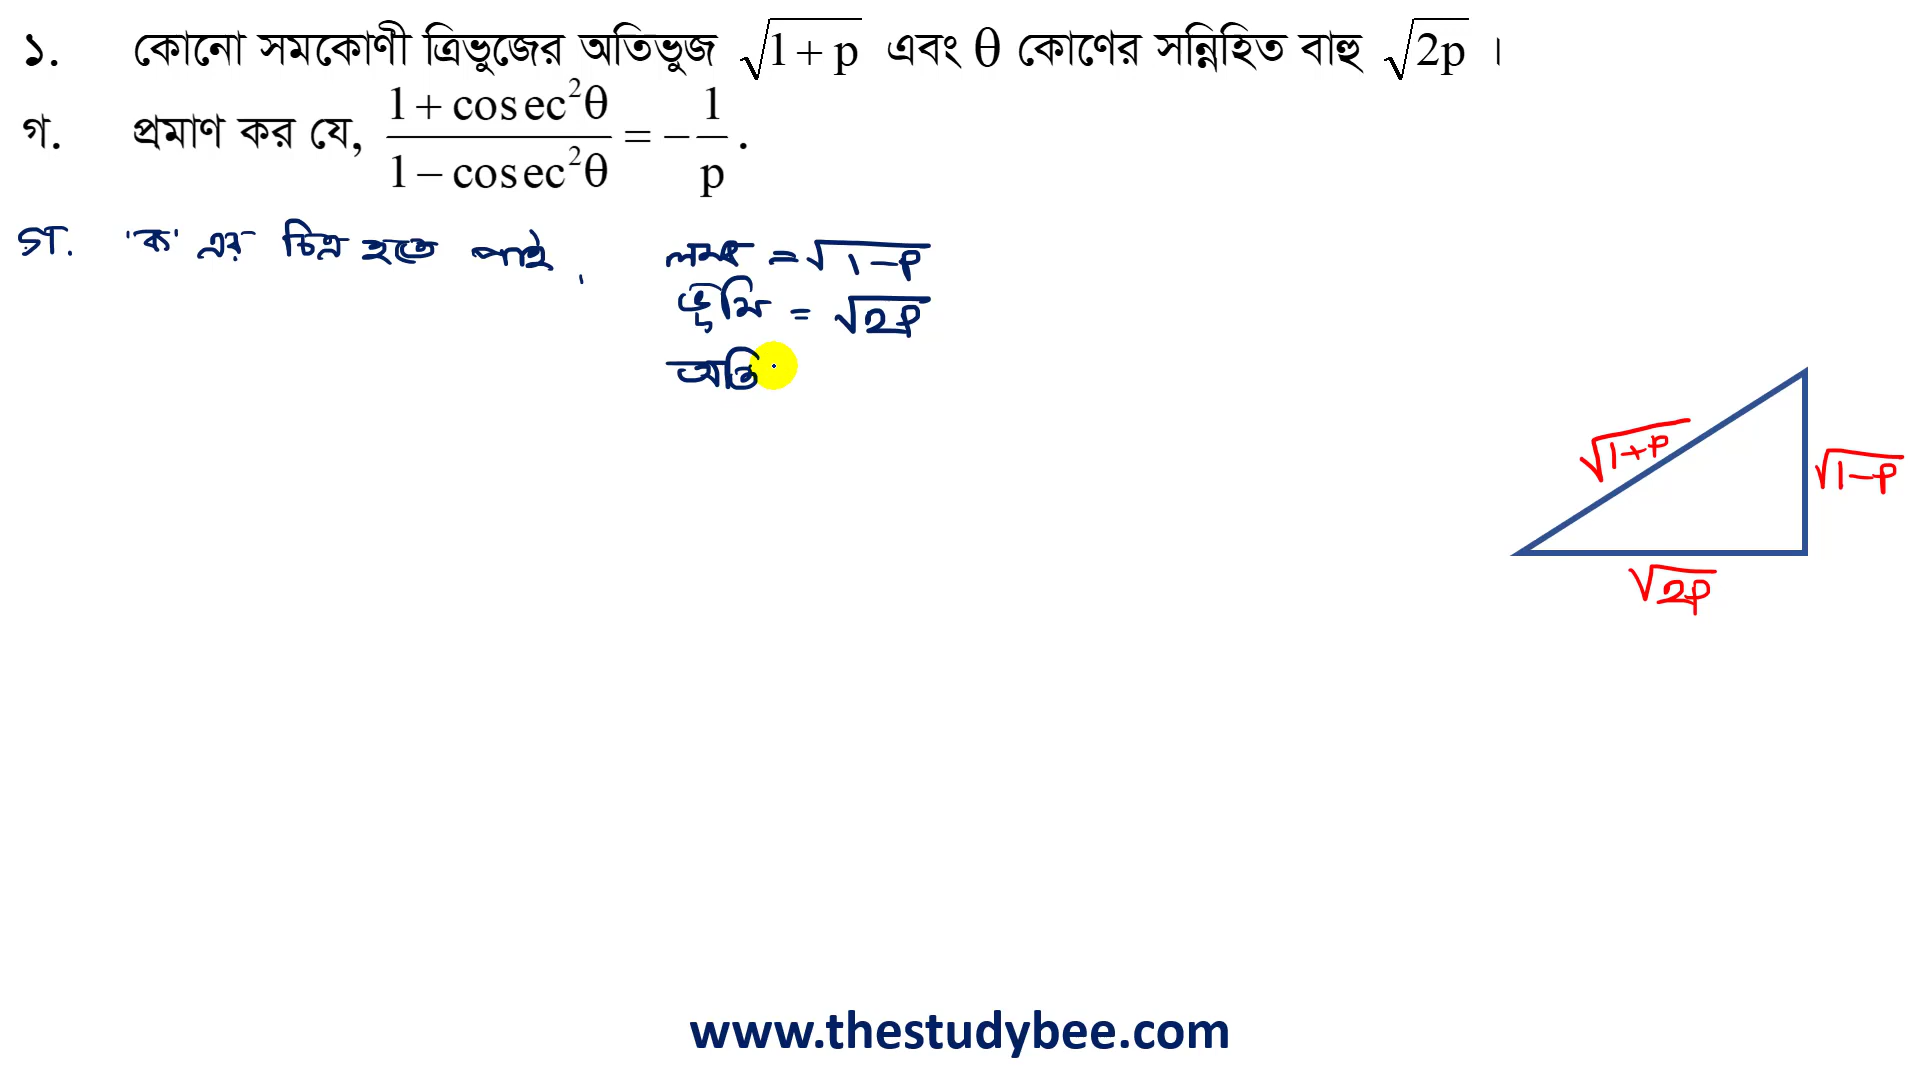 ১. কোনো সমকোণী ত্রিভুজের অতিভুজ √(1 + p) এবং θ কোণের সন্নিহিত বাহু √(2p) ।
গ. প্রমাণ কর যে, (1 + cosec²θ)/(1 − cosec²θ) = −1/p .
গ. 'ক' এর চিত্র হতে পাই, লম্ব = √(1−p)
ভূমি = √(2p)
অতি
√(1+p)
√(1−p)
√(2p)
www.thestudybee.com